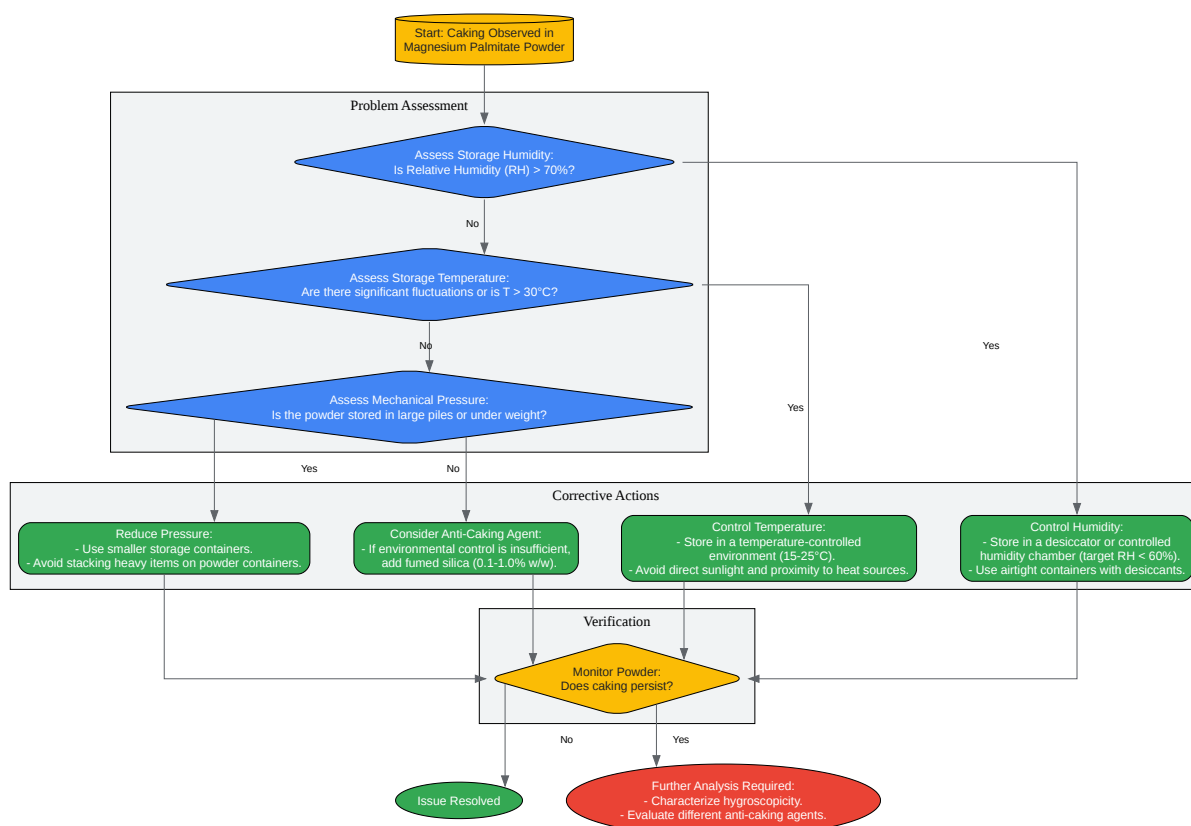 Start: Caking Observed in
Magnesium Palmitate Powder
Problem Assessment
Assess Storage Humidity:
Is Relative Humidity (RH) > 70%?
No
Yes
Assess Storage Temperature:
Are there significant fluctuations or is T > 30°C?
No
Yes
Assess Mechanical Pressure:
Is the powder stored in large piles or under weight?
Yes
No
Corrective Actions
Reduce Pressure:
- Use smaller storage containers.
- Avoid stacking heavy items on powder containers.
Consider Anti-Caking Agent:
- If environmental control is insufficient,
add fumed silica (0.1-1.0% w/w).
Control Temperature:
- Store in a temperature-controlled
environment (15-25°C).
- Avoid direct sunlight and proximity to heat sources.
Control Humidity:
- Store in a desiccator or controlled
humidity chamber (target RH < 60%).
- Use airtight containers with desiccants.
Verification
Monitor Powder:
Does caking persist?
No
Yes
Issue Resolved
Further Analysis Required:
- Characterize hygroscopicity.
- Evaluate different anti-caking agents.